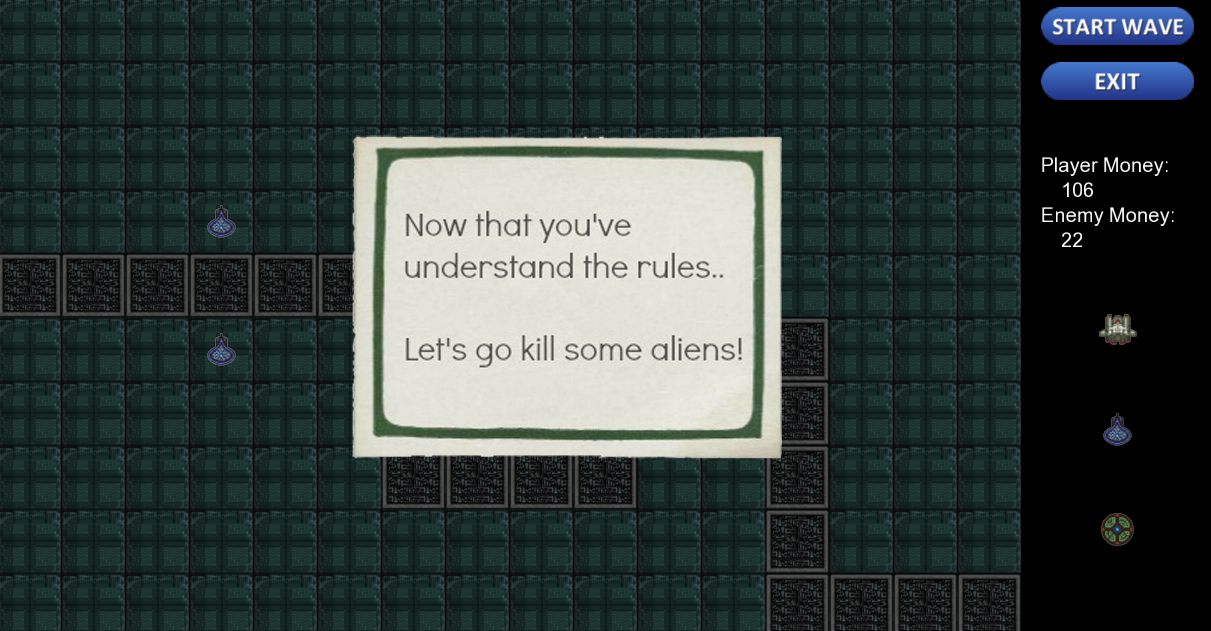 START WAVE
EXIT
Player Money:
106
Enemy Money:
22
Now that you've
understand the rules..
Let's go kill some aliens!